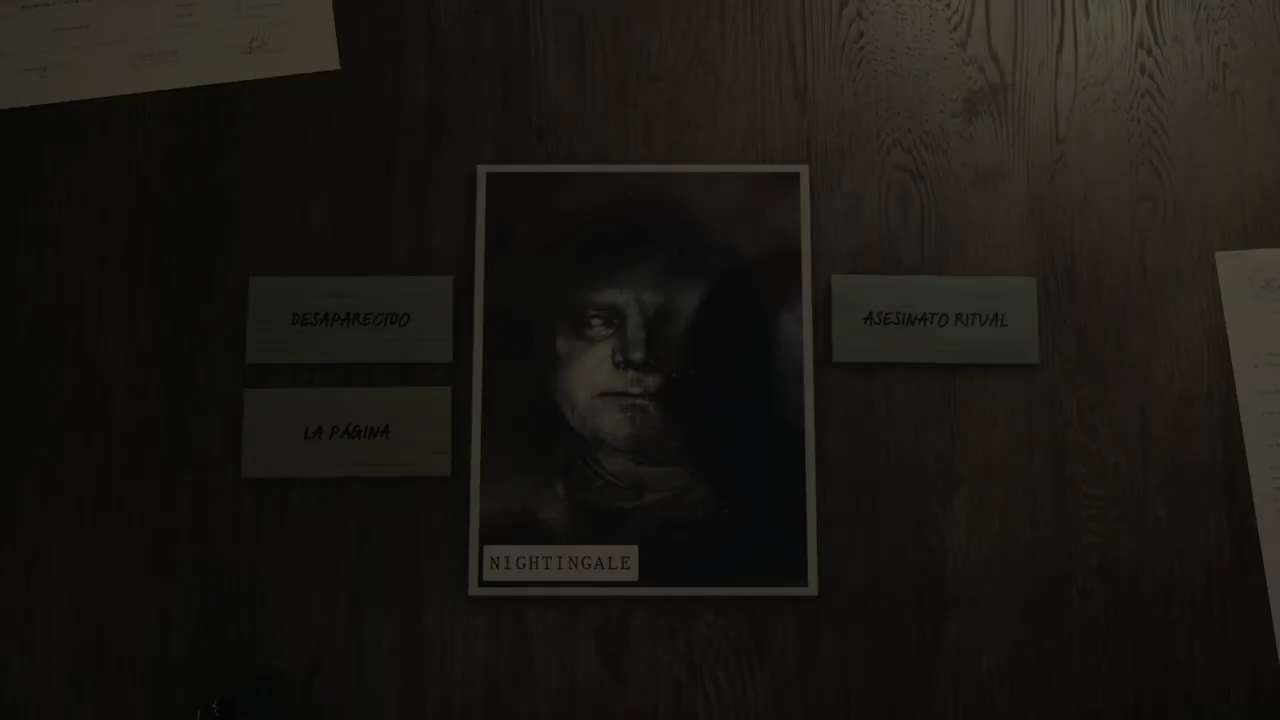 DESAPARECIDO
ASESINATO RITUAL
LA PÁGINA
NIGHTINGALE